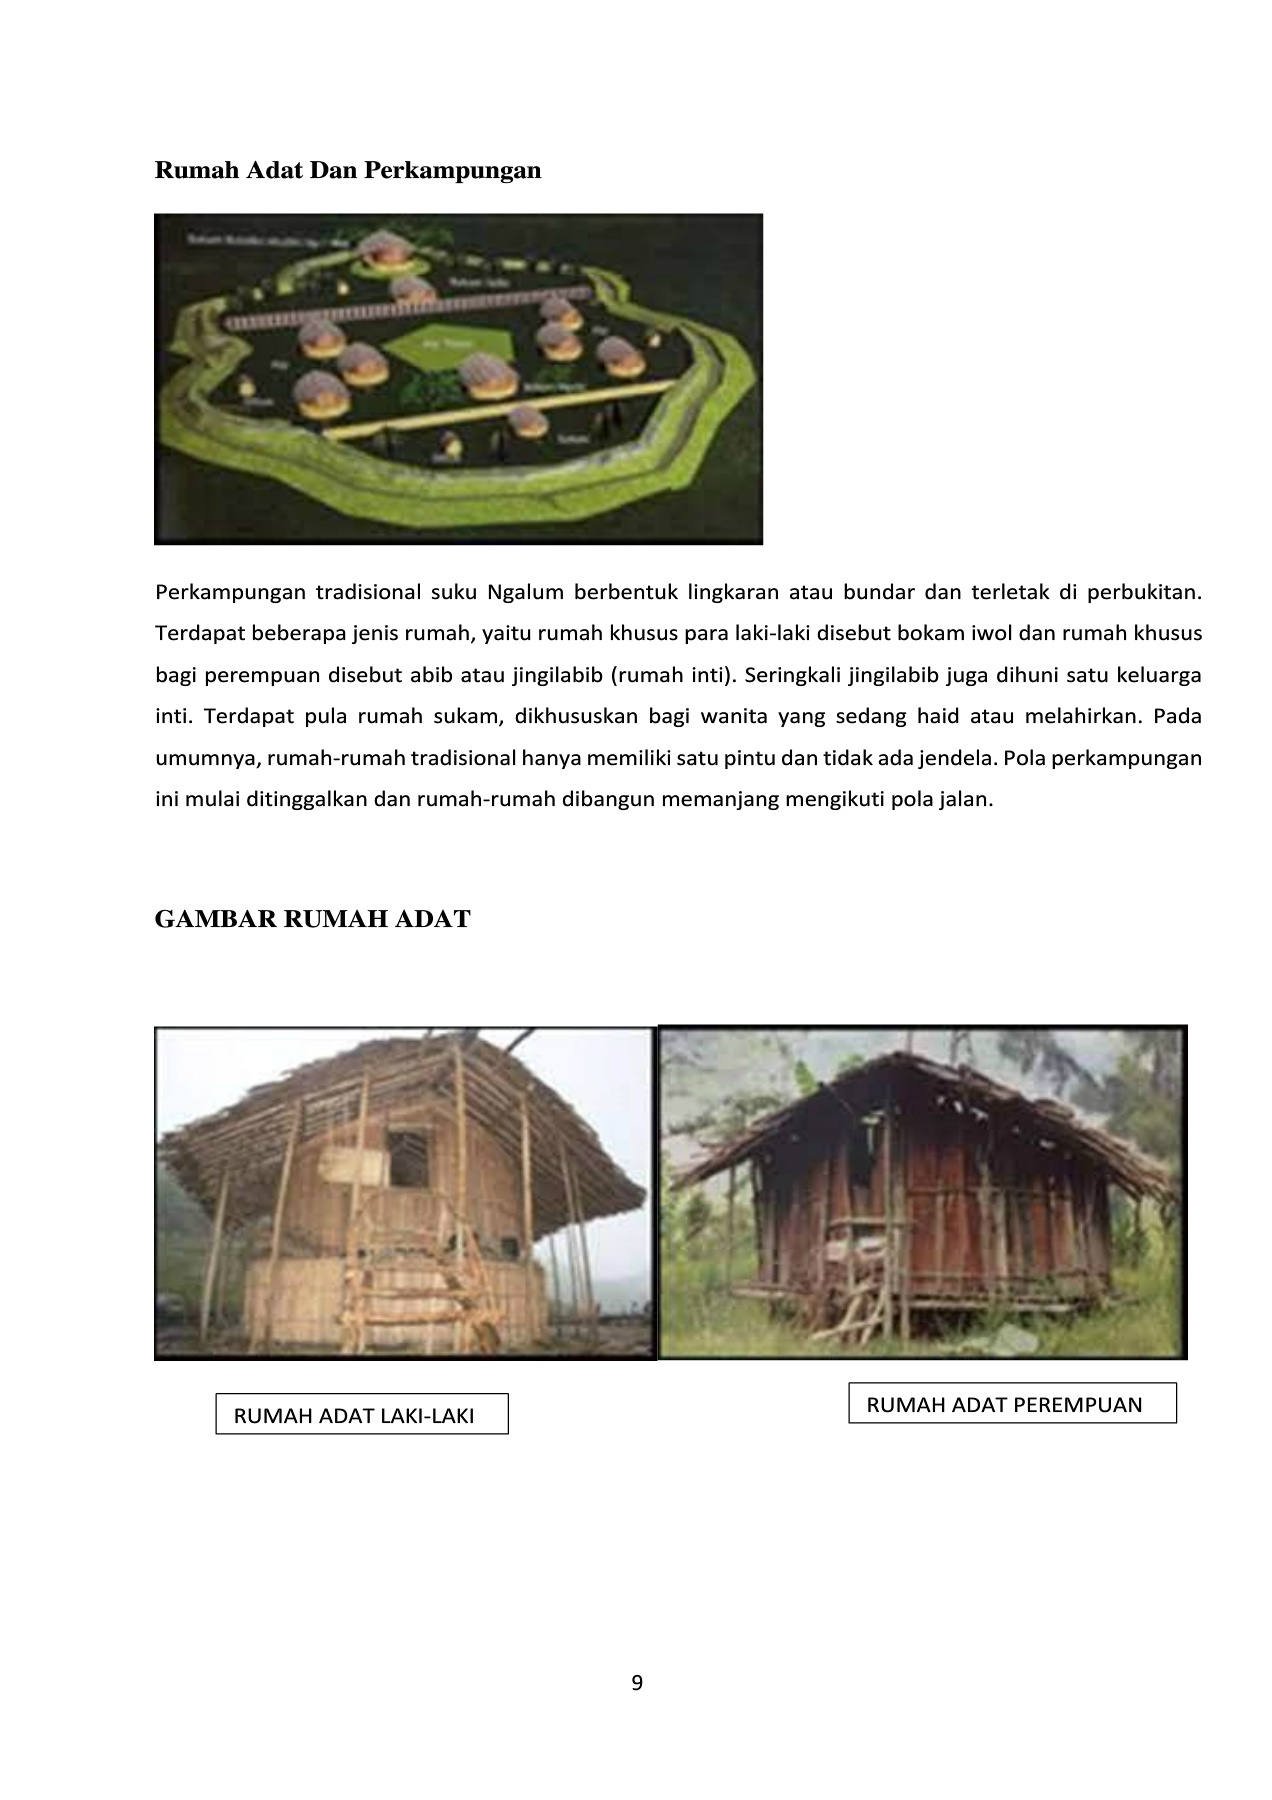 Rumah Adat Dan Perkampungan
Perkampungan tradisional suku Ngalum berbentuk lingkaran atau bundar dan terletak di perbukitan.
Terdapat beberapa jenis rumah, yaitu rumah khusus para laki-laki disebut bokam iwol dan rumah khusus
bagi perempuan disebut abib atau jingilabib (rumah inti). Seringkali jingilabib juga dihuni satu keluarga
inti. Terdapat pula rumah sukam, dikhususkan bagi wanita yang sedang haid atau melahirkan. Pada
umumnya, rumah-rumah tradisional hanya memiliki satu pintu dan tidak ada jendela. Pola perkampungan
ini mulai ditinggalkan dan rumah-rumah dibangun memanjang mengikuti pola jalan.
GAMBAR RUMAH ADAT
RUMAH ADAT LAKI-LAKI
RUMAH ADAT PEREMPUAN
9